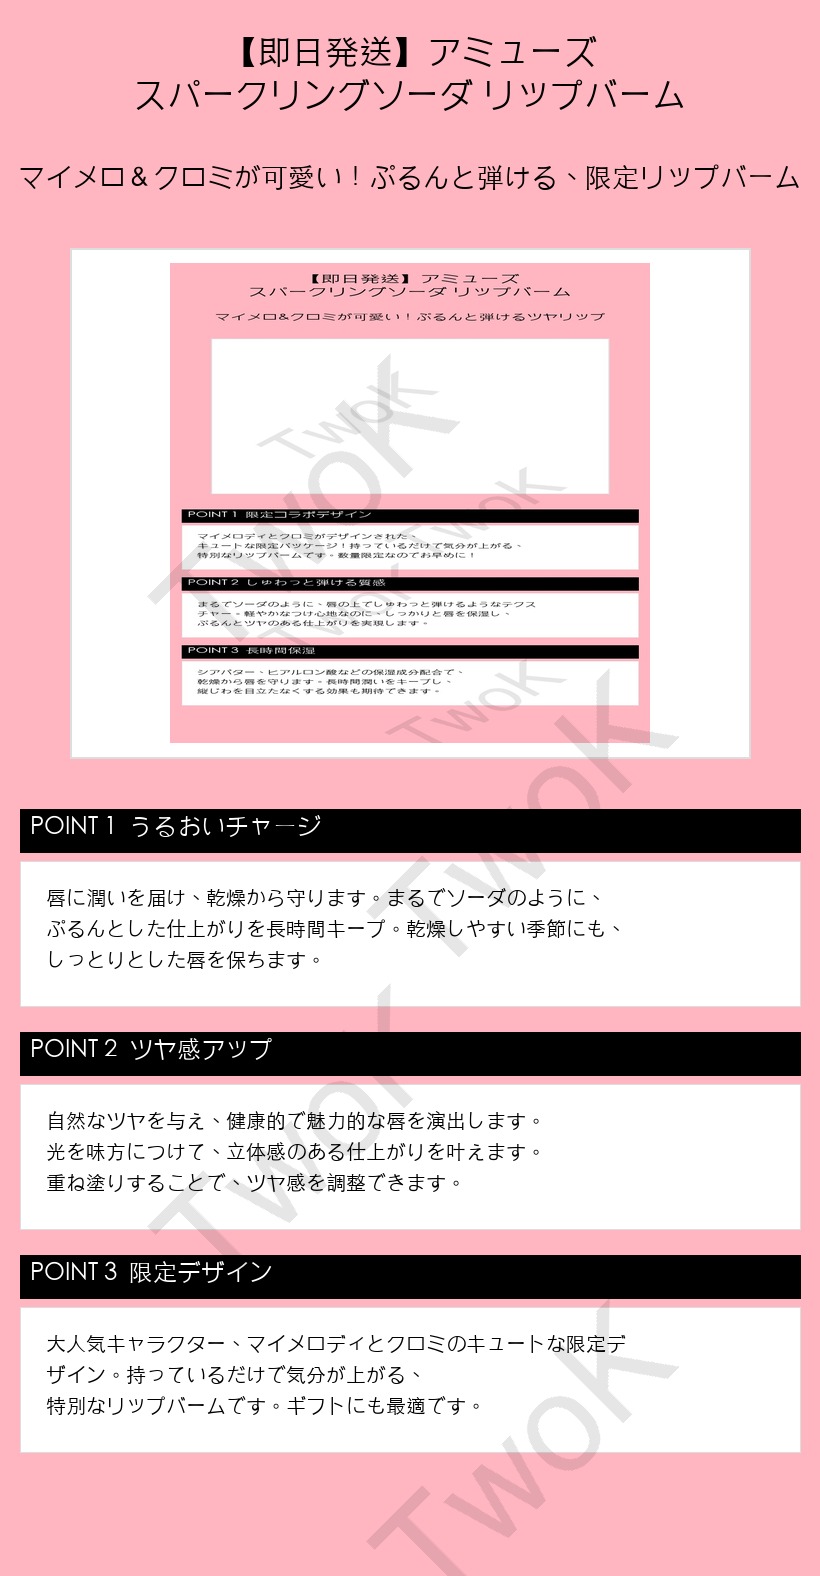 【即日発送】アミューズ
スパークリングソーダ リップバーム
マイメロ＆クロミが可愛い！ぷるんと弾ける、限定リップバーム
【即日発送】アミューズ
スパークリングソーダ リップバーム
マイメロ&クロミが可愛い！ぷるんと弾けるツヤリップ
POINT 1 限定コラボデザイン
マイメロディとクロミがデザインされた、
キュートな限定パッケージ！持っているだけで気分が上がる、
特別なリップバームです。数量限定なのでお早めに！
POINT 2 しゅわっと弾ける質感
まるでソーダのように、唇の上でしゅわっと弾けるようなテクス
チャー。軽やかなつけ心地なのに、しっかりと唇を保湿し、
ぷるんとツヤのある仕上がりを実現します。
POINT 3 長時間保湿
シアバター、ヒアルロン酸などの保湿成分配合で、
乾燥から唇を守ります。長時間潤いをキープし、
縦じわを目立たなくする効果も期待できます。
TwoK
TwoK
TwoK
TwoK
TwoK
POINT 1 うるおいチャージ
唇に潤いを届け、乾燥から守ります。まるでソーダのように、
ぷるんとした仕上がりを長時間キープ。乾燥しやすい季節にも、
しっとりとした唇を保ちます。
TwoK
POINT 2 ツヤ感アップ
自然なツヤを与え、健康的で魅力的な唇を演出します。
光を味方につけて、立体感のある仕上がりを叶えます。
重ね塗りすることで、ツヤ感を調整できます。
TwoK
POINT 3 限定デザイン
大人気キャラクター、マイメロディとクロミのキュートな限定デ
ザイン。持っているだけで気分が上がる、
特別なリップバームです。ギフトにも最適です。
TwoK